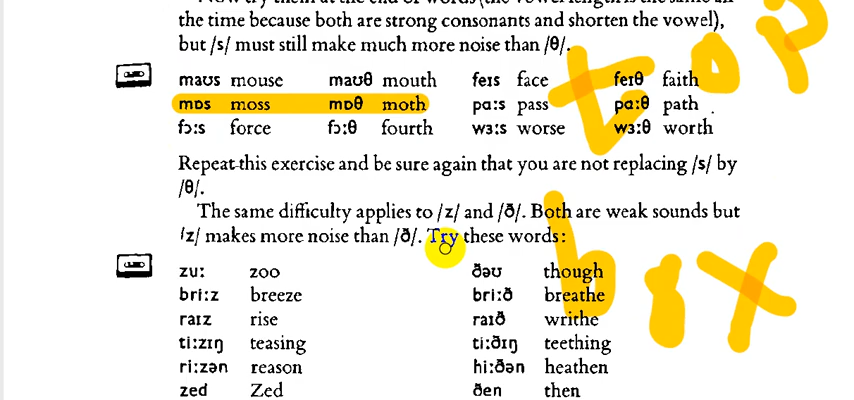 the time because both are strong consonants and shorten the vowel),
but /s/ must still make much more noise than /θ/.
maʊs mouse maʊθ mouth feɪs face feɪθ faith
mɒs moss mɒθ moth pɑːs pass pɑːθ path
fɔːs force fɔːθ fourth wɜːs worse wɜːθ worth
Repeat this exercise and be sure again that you are not replacing /s/ by
/θ/.
The same difficulty applies to /z/ and /ð/. Both are weak sounds but
/z/ makes more noise than /ð/. Try these words:
zuː zoo ðəʊ though
briːz breeze briːð breathe
raɪz rise raɪð writhe
tiːzɪŋ teasing tiːðɪŋ teething
riːzən reason hiːðən heathen
zed Zed ðen then
top